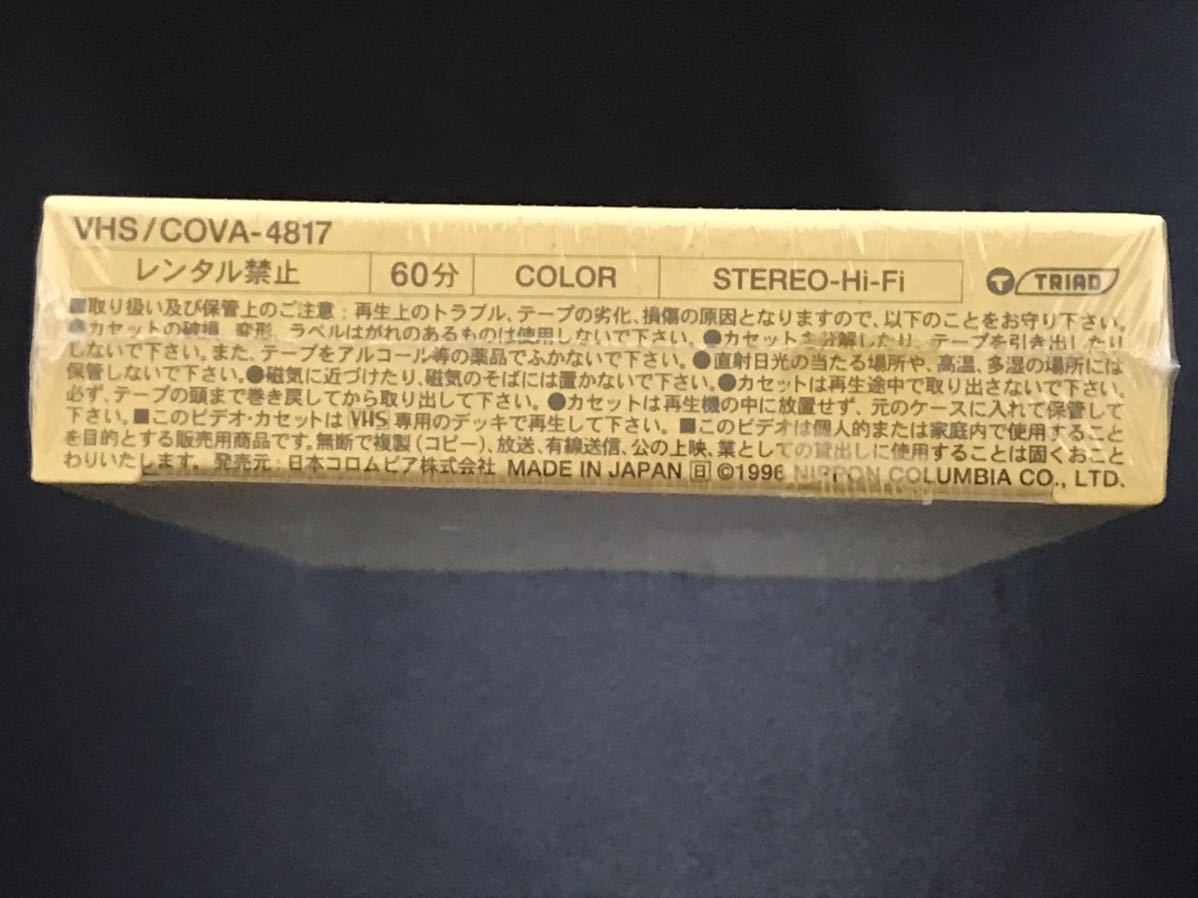 VHS/COVA-4817
レンタル禁止 60分 COLOR STEREO-Hi-Fi T TRIAD
■取り扱い及び保管上のご注意：再生上のトラブル、テープの劣化、損傷の原因となりますので、以下のことをお守り下さい。
●カセットの破損、変形、ラベルはがれのあるものは使用しないで下さい。●カセットを分解したり、テープを引き出したり
しないで下さい。また、テープをアルコール等の薬品でふかないで下さい。●直射日光の当たる場所や、高温、多湿の場所には
保管しないで下さい。●磁気に近づけたり、磁気のそばには置かないで下さい。●カセットは再生途中で取り出さないで下さい。
必ず、テープの頭まで巻き戻してから取り出して下さい。●カセットは再生機の中に放置せず、元のケースに入れて保管して
下さい。■このビデオ・カセットはVHS専用のデッキで再生して下さい。■このビデオは個人的または家庭内で使用すること
を目的とする販売用商品です。無断で複製（コピー）、放送、有線送信、公の上映、業としての貸出しに使用することは固くおこと
わりいたします。発売元：日本コロムビア株式会社 MADE IN JAPAN 日 ©1996 NIPPON COLUMBIA CO., LTD.